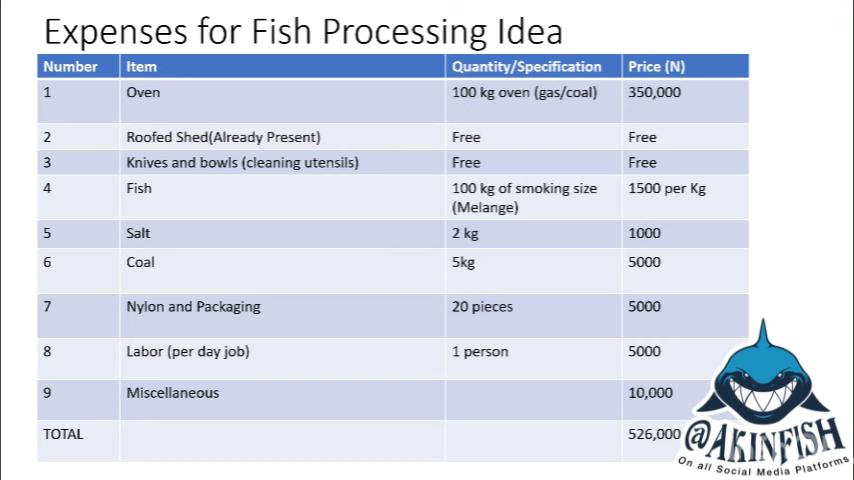 Expenses for Fish Processing Idea
Number Item Quantity/Specification Price (N)
1 Oven 100 kg oven (gas/coal) 350,000
2 Roofed Shed(Already Present) Free Free
3 Knives and bowls (cleaning utensils) Free Free
4 Fish 100 kg of smoking size 1500 per Kg
(Melange)
5 Salt 2 kg 1000
6 Coal 5kg 5000
7 Nylon and Packaging 20 pieces 5000
8 Labor (per day job) 1 person 5000
9 Miscellaneous 10,000
TOTAL 526,000
@AKINFISH
On all Social Media Platforms